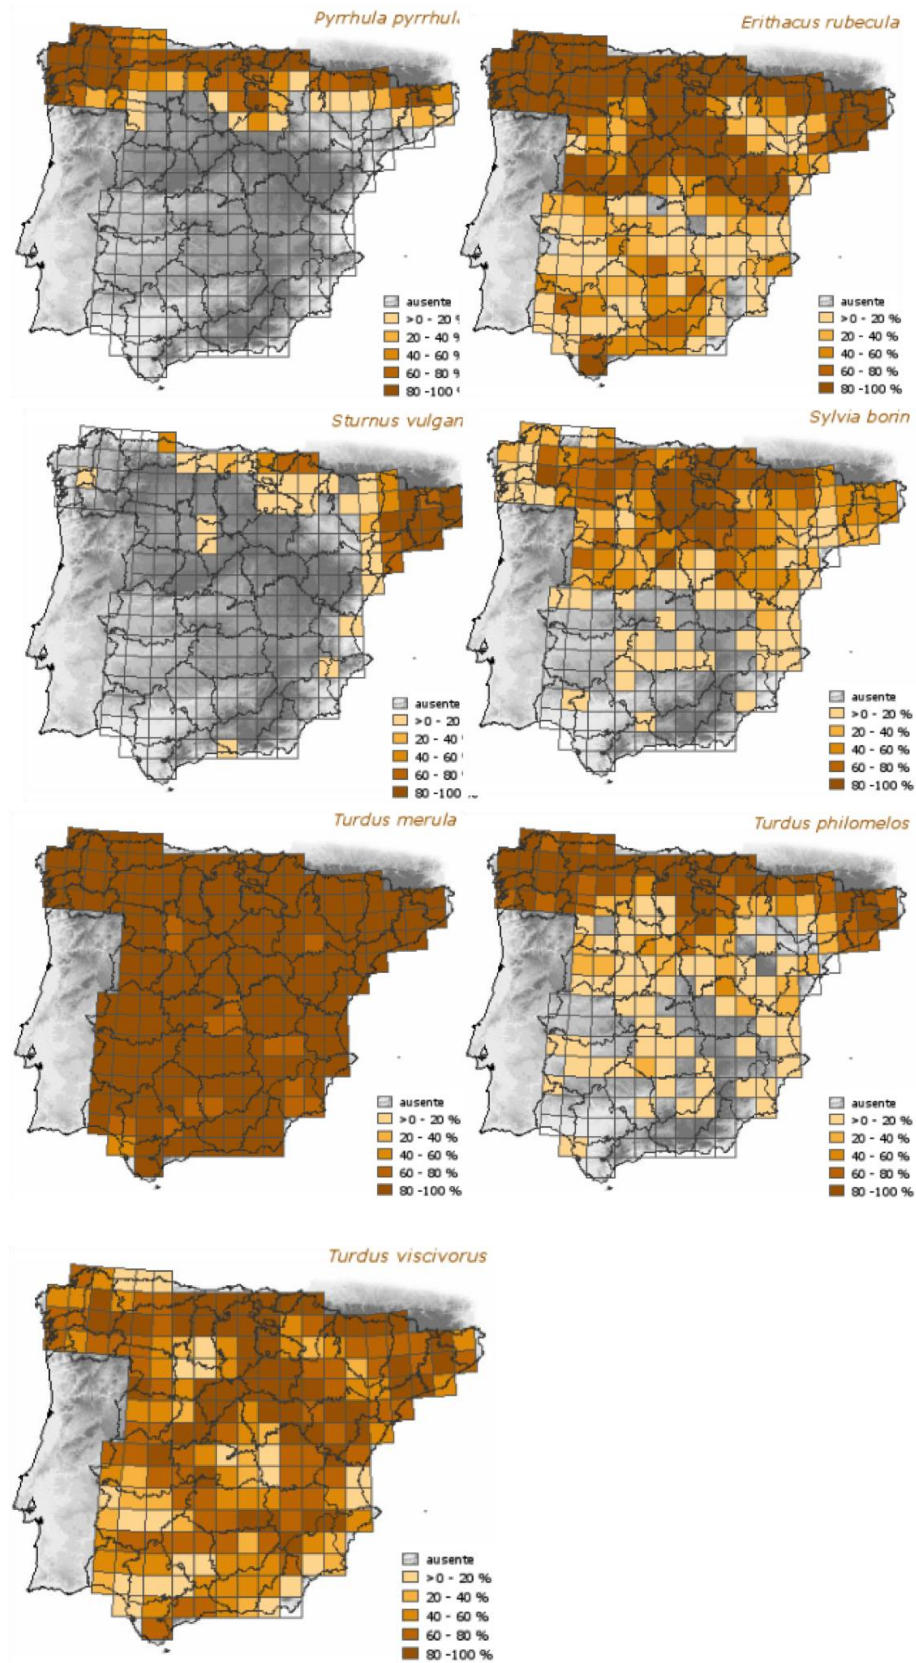 Pyrrhula pyrrhula
Erithacus rubecula
ausente
>0 - 20 %
20 - 40 %
40 - 60 %
60 - 80 %
80 -100 %
ausente
>0 - 20 %
20 - 40 %
40 - 60 %
60 - 80 %
80 -100 %
Sturnus vulgar
Sylvia borin
ausente
>0 - 20
20 - 40
40 - 60
60 - 80
80 -100 %
ausente
>0 - 20 %
20 - 40 %
40 - 60 %
60 - 80 %
80 -100 %
Turdus merula
Turdus philomelos
ausente
>0 - 20 %
20 - 40 %
40 - 60 %
60 - 80 %
80 -100 %
ausente
>0 - 20 %
20 - 40 %
40 - 60 %
60 - 80 %
80 -100 %
Turdus viscivorus
ausente
>0 - 20 %
20 - 40 %
40 - 60 %
60 - 80 %
80 -100 %